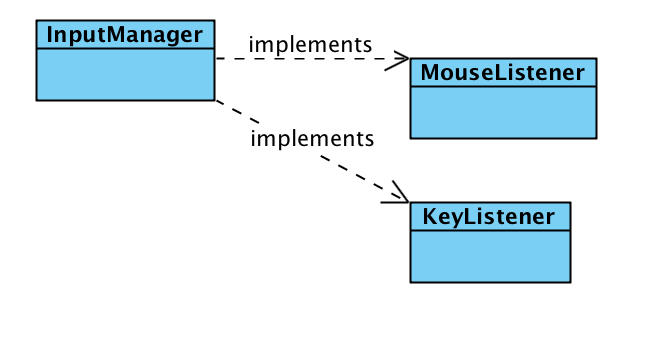 InputManager
implements
MouseListener
implements
KeyListener